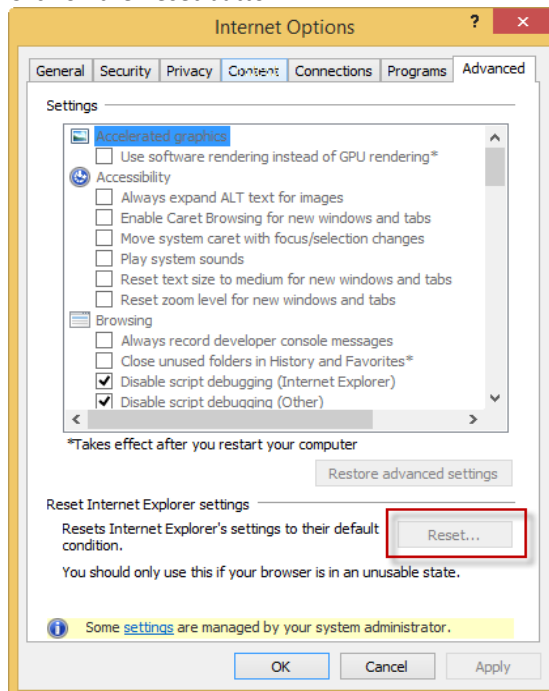 Internet Options
?
×
General Security Privacy Content Connections Programs Advanced
Settings
Accelerated graphics
Use software rendering instead of GPU rendering*
Accessibility
Always expand ALT text for images
Enable Caret Browsing for new windows and tabs
Move system caret with focus/selection changes
Play system sounds
Reset text size to medium for new windows and tabs
Reset zoom level for new windows and tabs
Browsing
Always record developer console messages
Close unused folders in History and Favorites*
Disable script debugging (Internet Explorer)
Disable script debugging (Other)
*Takes effect after you restart your computer
Restore advanced settings
Reset Internet Explorer settings
Resets Internet Explorer's settings to their default
condition.
Reset...
You should only use this if your browser is in an unusable state.
Some settings are managed by your system administrator.
OK Cancel Apply